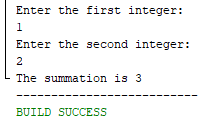 Enter the first integer:
1
Enter the second integer:
2
The summation is 3
--------------------------
BUILD SUCCESS